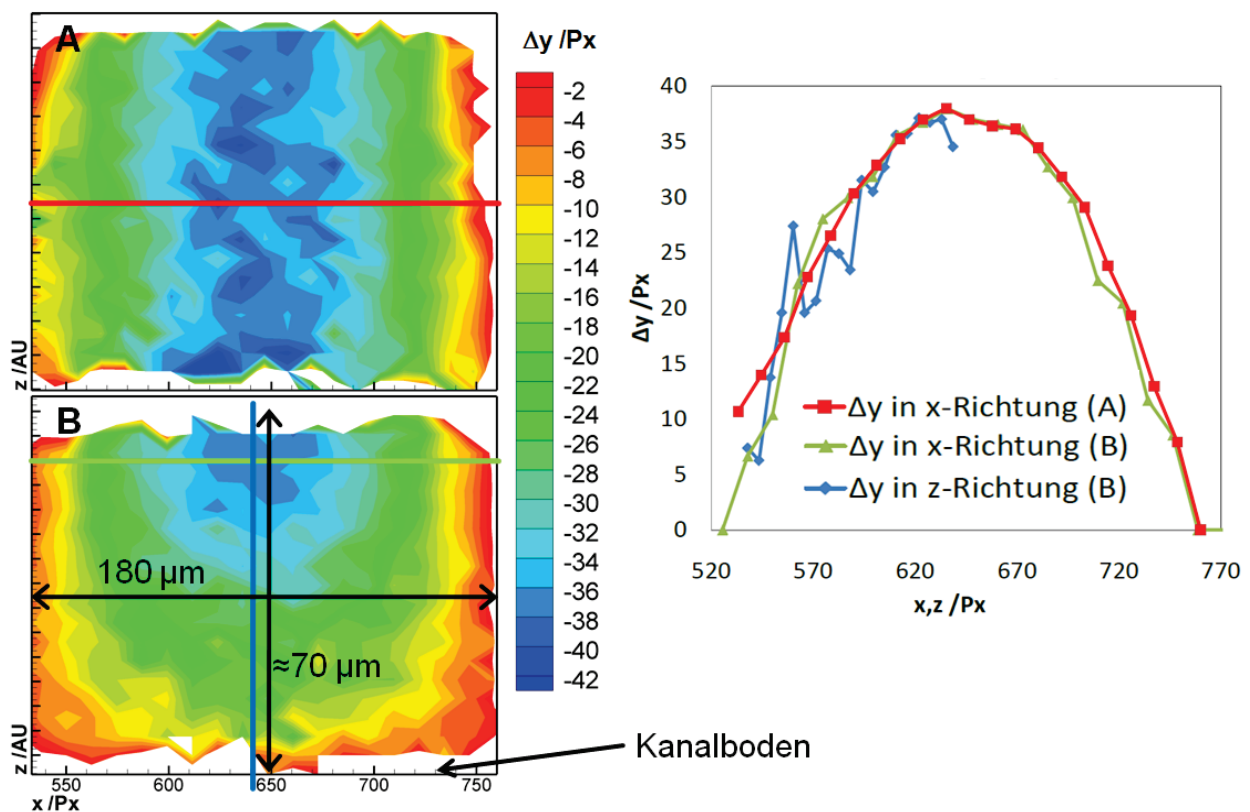 A
z /AU
Δy /Px
-2
-4
-6
-8
-10
-12
-14
-16
-18
-20
-22
-24
-26
-28
-30
-32
-34
-36
-38
-40
-42
B
180 µm
≈70 µm
z /AU
550
600
650
700
750
x /Px
Kanalboden
40
35
30
25
20
15
10
5
0
Δy /Px
Δy in x-Richtung (A)
Δy in x-Richtung (B)
Δy in z-Richtung (B)
520 570 620 670 720 770
x,z /Px